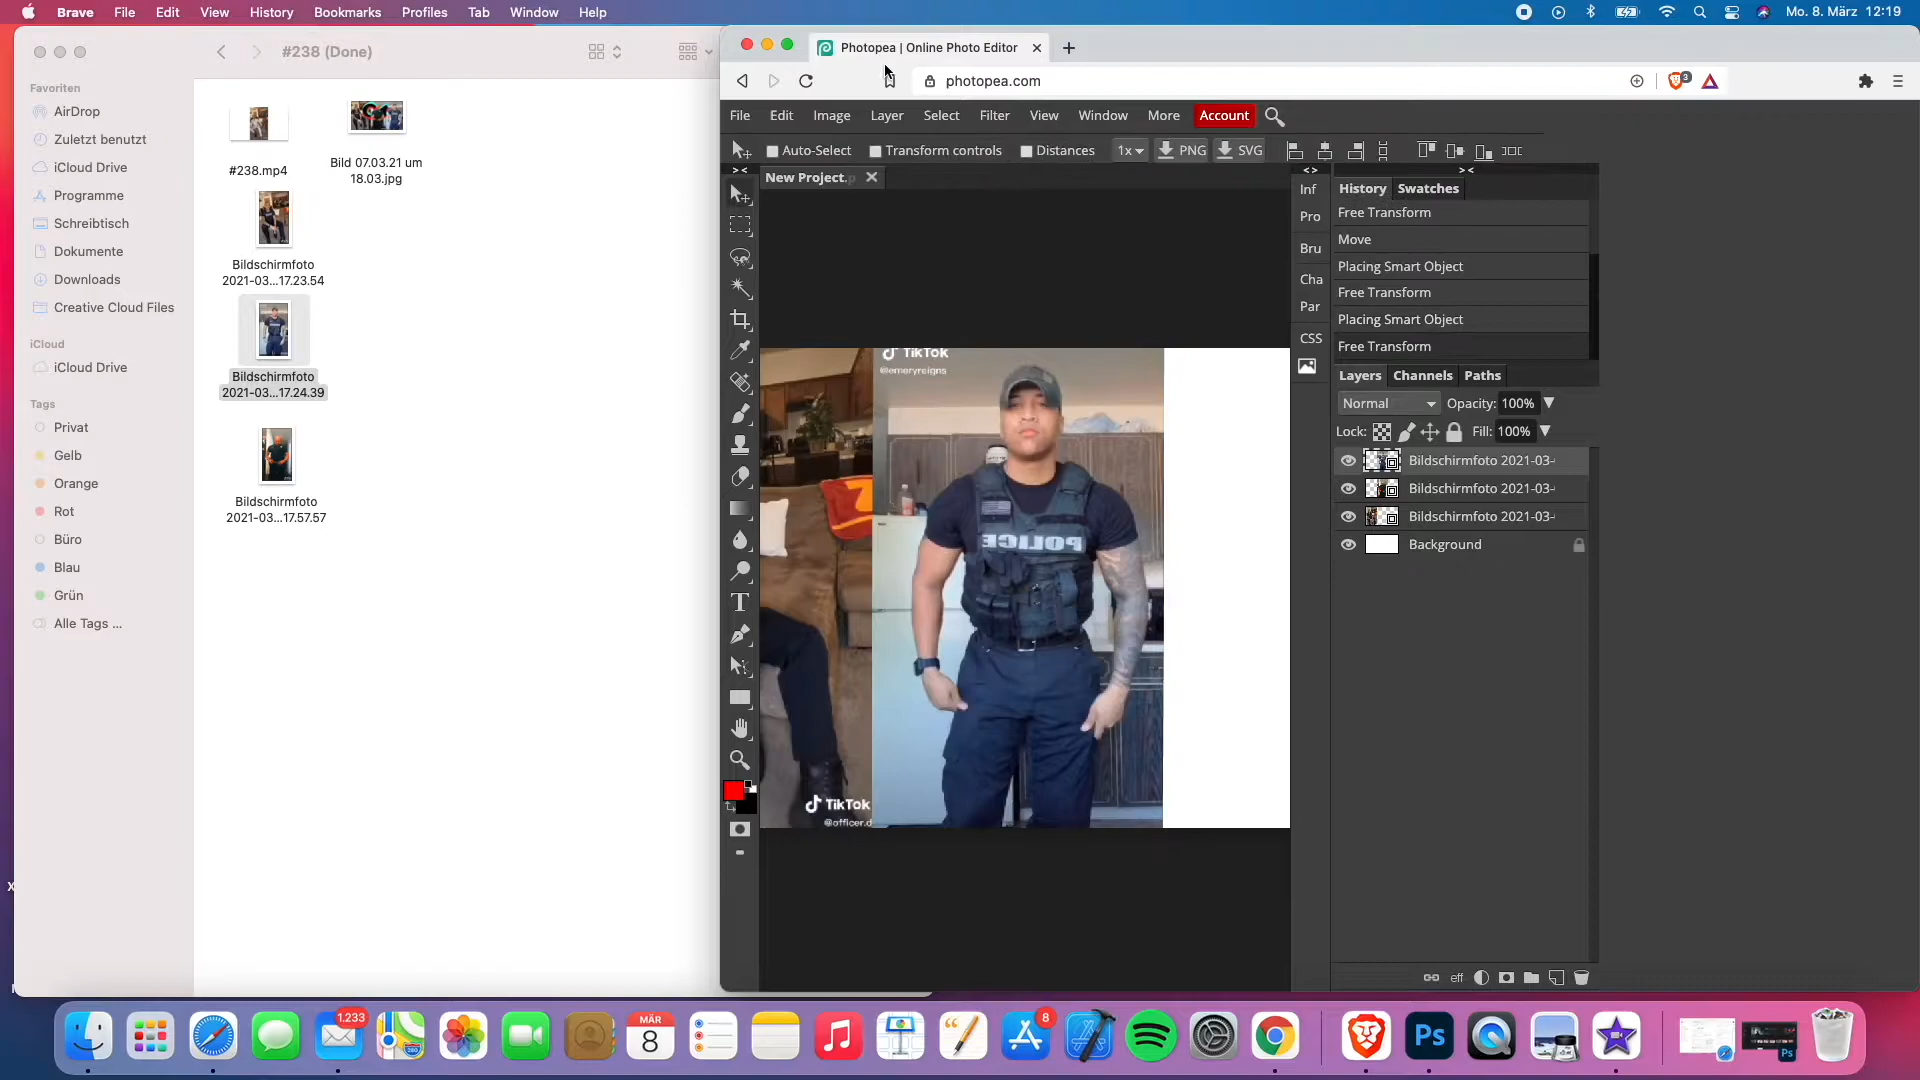 Brave File Edit View History Bookmarks Profiles Tab Window Help Mo. 8. März 12:19
#238 (Done)
Favoriten
AirDrop
Zuletzt benutzt
iCloud Drive
Programme
Schreibtisch
Dokumente
Downloads
Creative Cloud Files
iCloud
iCloud Drive
Tags
Privat
Gelb
Orange
Rot
Büro
Blau
Grün
Alle Tags ...
#238.mp4
Bild 07.03.21 um
18.03.jpg
Bildschirmfoto
2021-03...17.23.54
Bildschirmfoto
2021-03...17.24.39
Bildschirmfoto
2021-03...17.57.57
Photopea | Online Photo Editor
photopea.com
3
File Edit Image Layer Select Filter View Window More Account
Auto-Select Transform controls Distances 1x PNG SVG
New Project.p
TikTok
@emeryreigns
POLICE
TikTok
@officer.d
Inf
Pro
Bru
Cha
Par
CSS
History Swatches
Free Transform
Move
Placing Smart Object
Free Transform
Placing Smart Object
Free Transform
Layers Channels Paths
Normal Opacity: 100%
Lock: Fill: 100%
Bildschirmfoto 2021-03-
Bildschirmfoto 2021-03-
Bildschirmfoto 2021-03-
Background
eff
1.233
MÄR
8
8
Ps